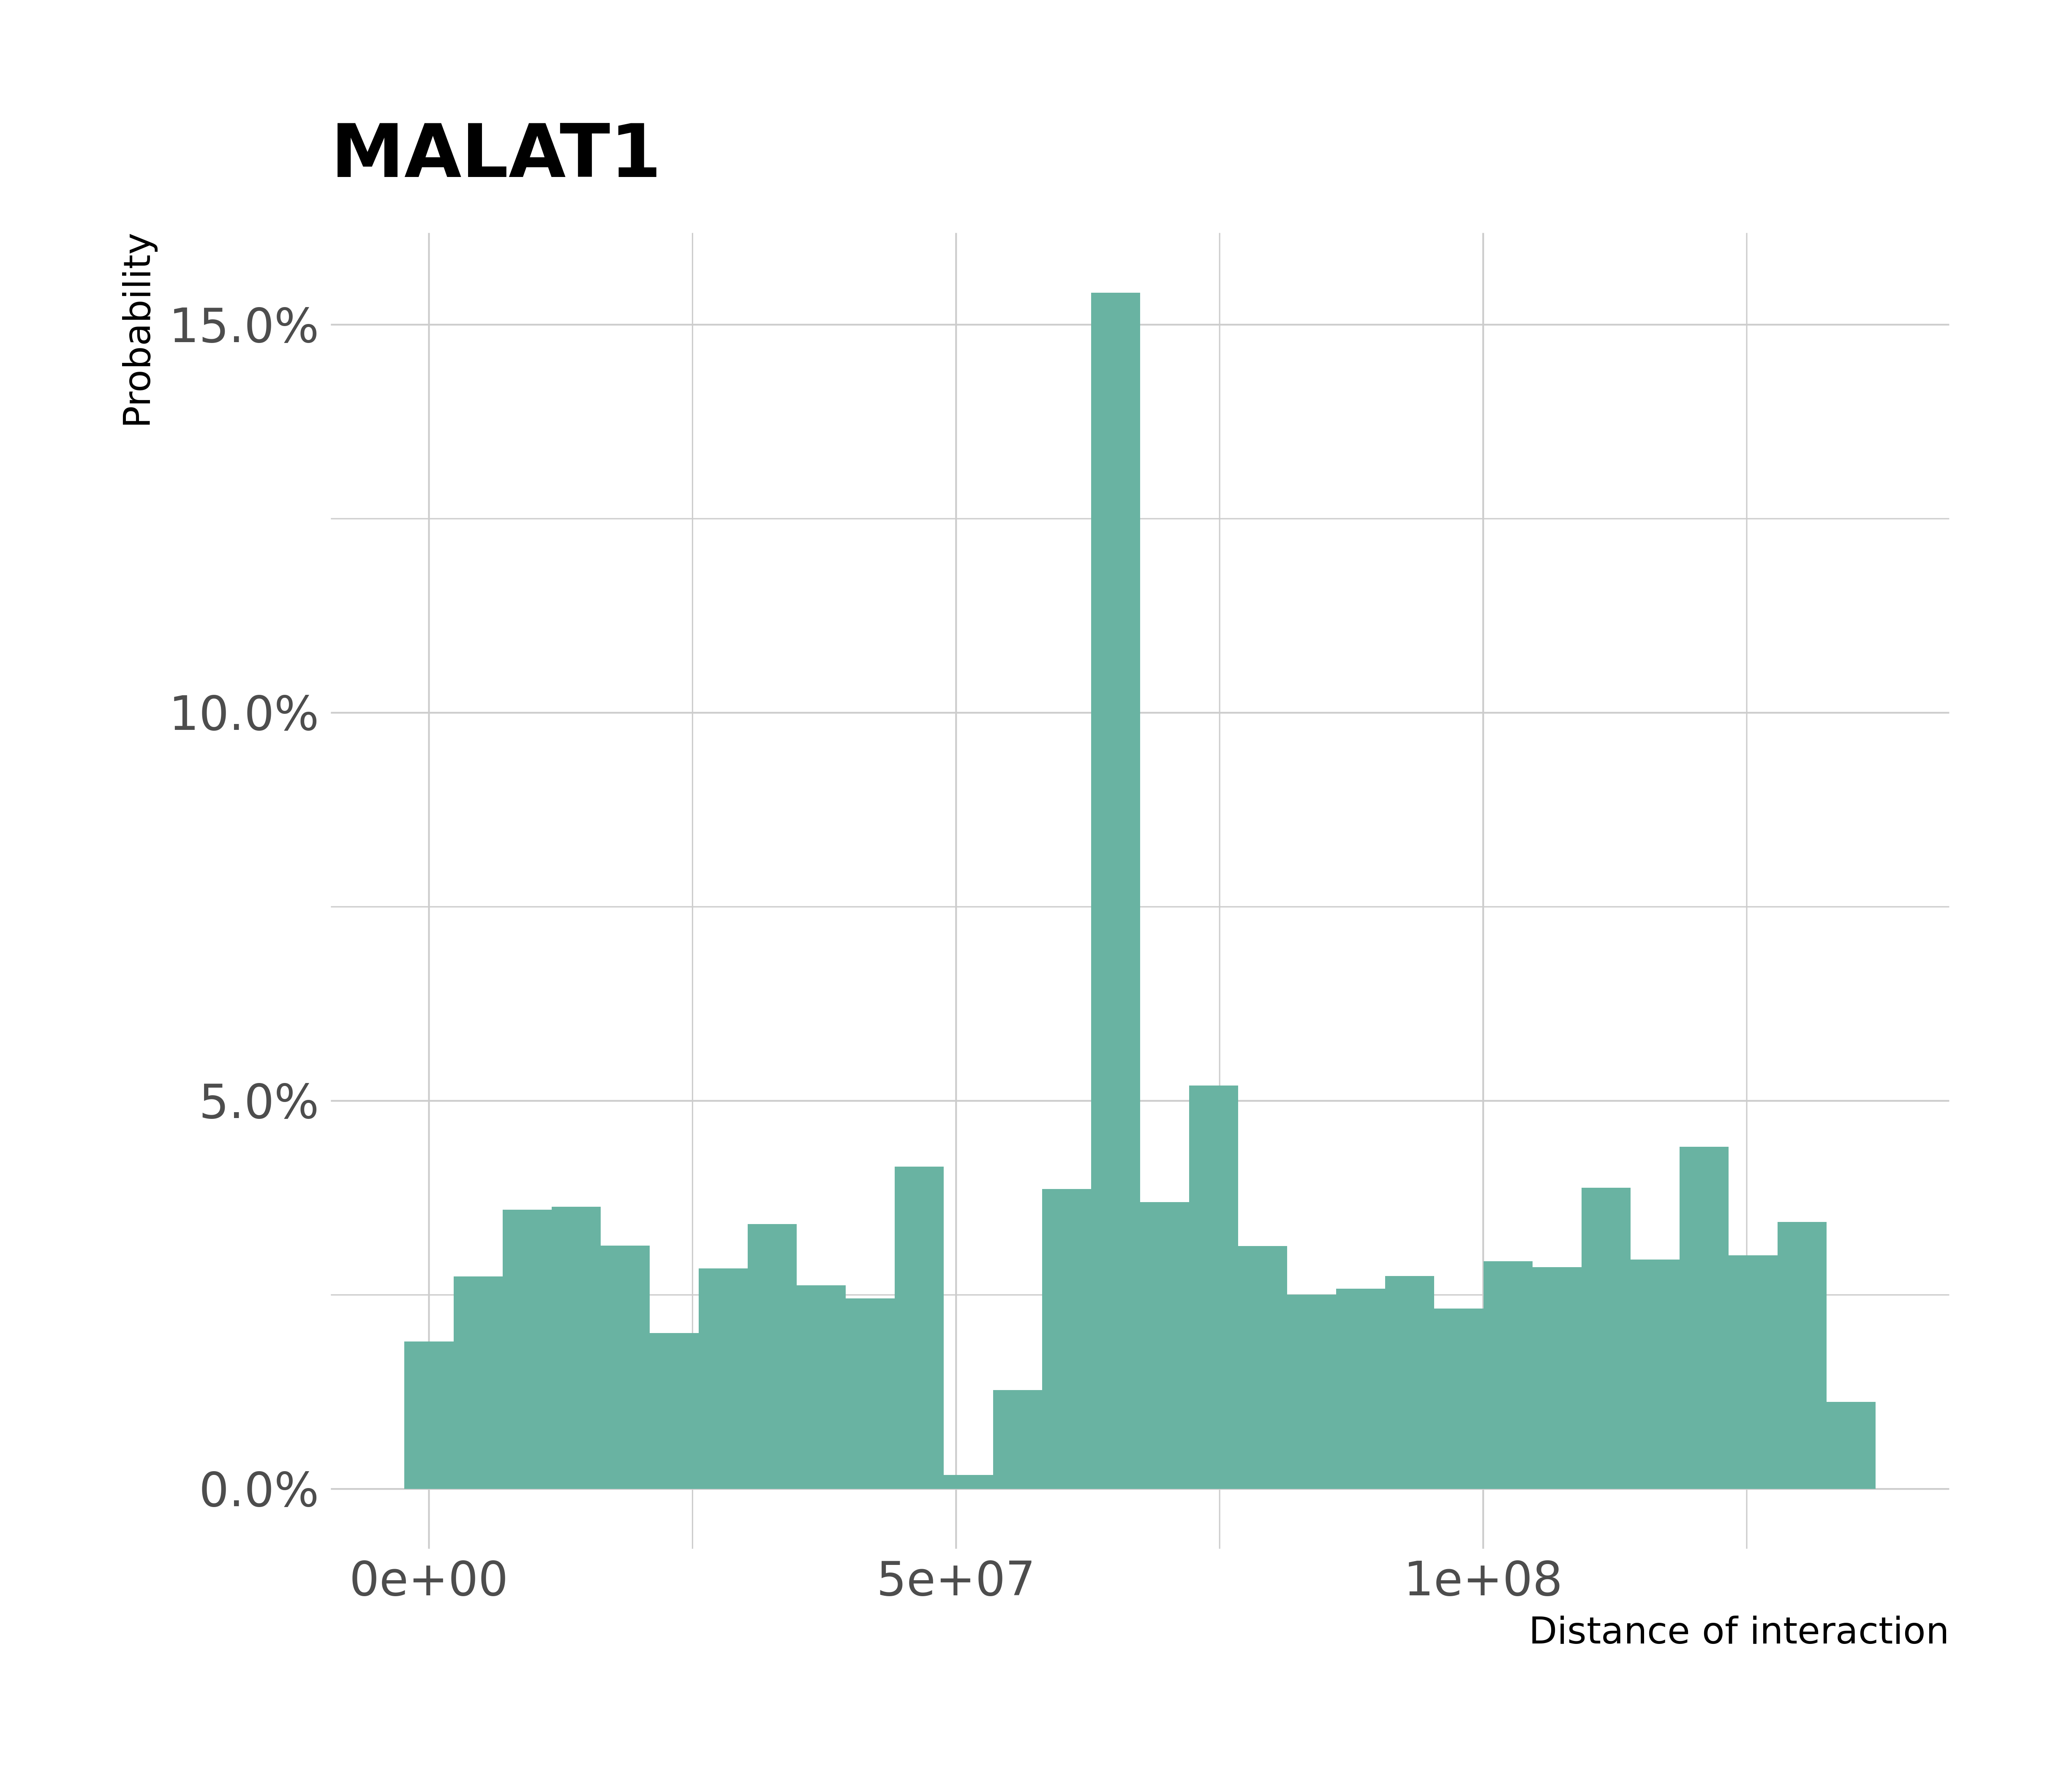 MALAT1
Probability
15.0%
10.0%
5.0%
0.0%
0e+00
5e+07
1e+08
Distance of interaction